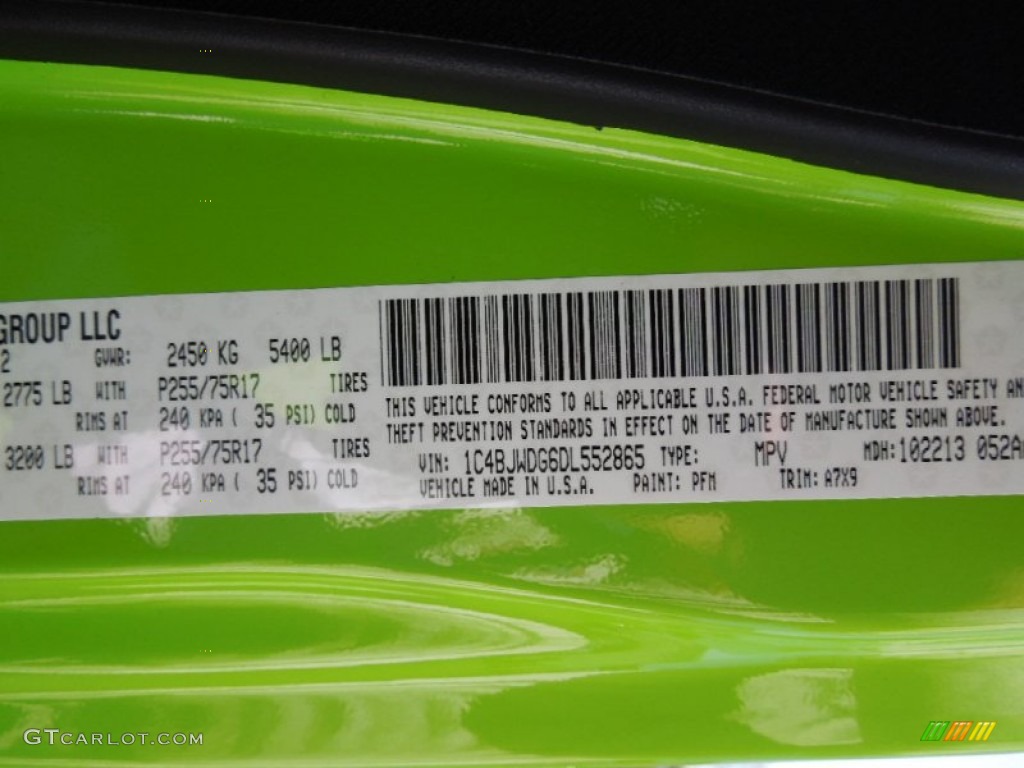 GROUP LLC
2 GVWR: 2450 KG 5400 LB
2775 LB WITH P255/75R17 TIRES
RIMS AT 240 KPA ( 35 PSI) COLD
3200 LB WITH P255/75R17 TIRES
RIMS AT 240 KPA ( 35 PSI) COLD
THIS VEHICLE CONFORMS TO ALL APPLICABLE U.S.A. FEDERAL MOTOR VEHICLE SAFETY AN
THEFT PREVENTION STANDARDS IN EFFECT ON THE DATE OF MANUFACTURE SHOWN ABOVE.
VIN: 1C4BJWDG6DL552865 TYPE: MPV MDH:102213 052A
VEHICLE MADE IN U.S.A. PAINT: PFM TRIM: A7X9
GTCARLOT.COM